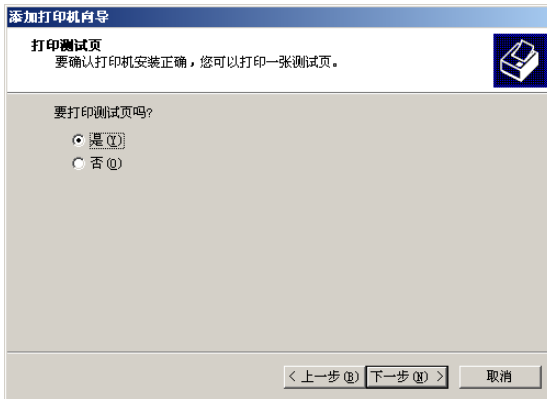 添加打印机向导
打印测试页
要确认打印机安装正确，您可以打印一张测试页。
要打印测试页吗?
是(Y)
否(O)
< 上一步(B) 下一步(N) > 取消